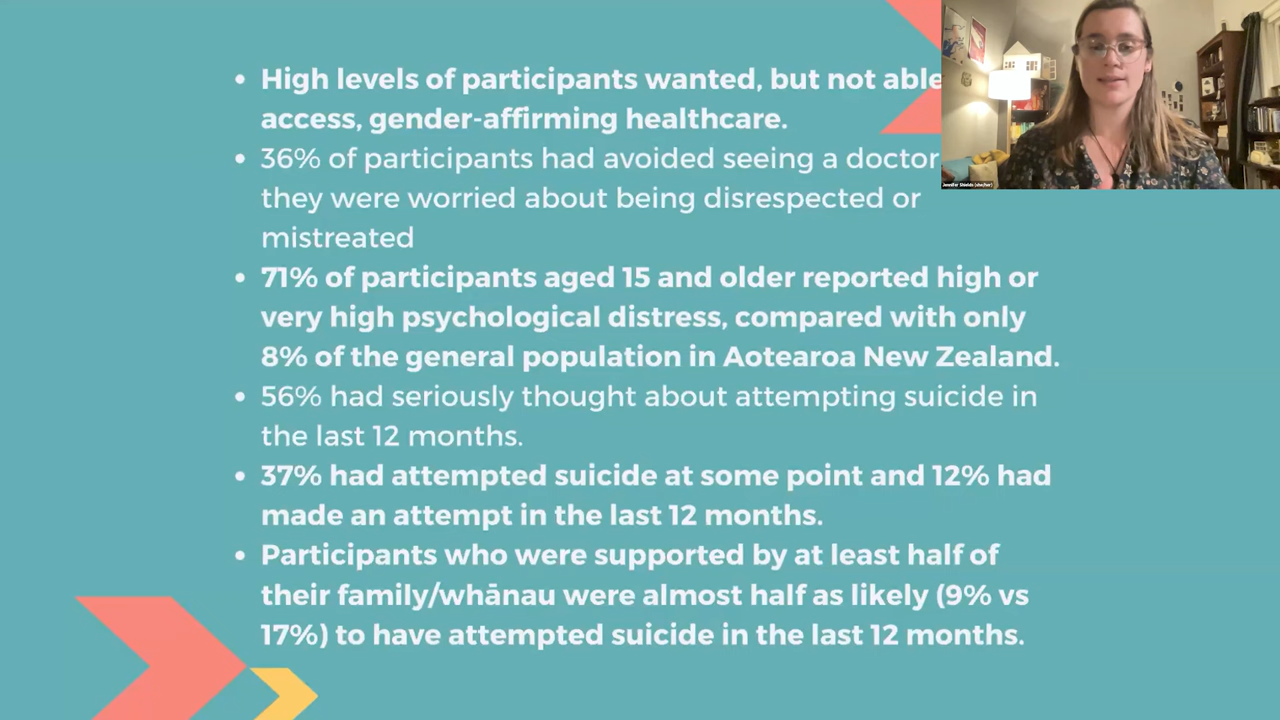 • High levels of participants wanted, but not able
access, gender-affirming healthcare.
• 36% of participants had avoided seeing a doctor
they were worried about being disrespected or
mistreated
• 71% of participants aged 15 and older reported high or
very high psychological distress, compared with only
8% of the general population in Aotearoa New Zealand.
• 56% had seriously thought about attempting suicide in
the last 12 months.
• 37% had attempted suicide at some point and 12% had
made an attempt in the last 12 months.
• Participants who were supported by at least half of
their family/whānau were almost half as likely (9% vs
17%) to have attempted suicide in the last 12 months.
Jennifer Shields (she/her)